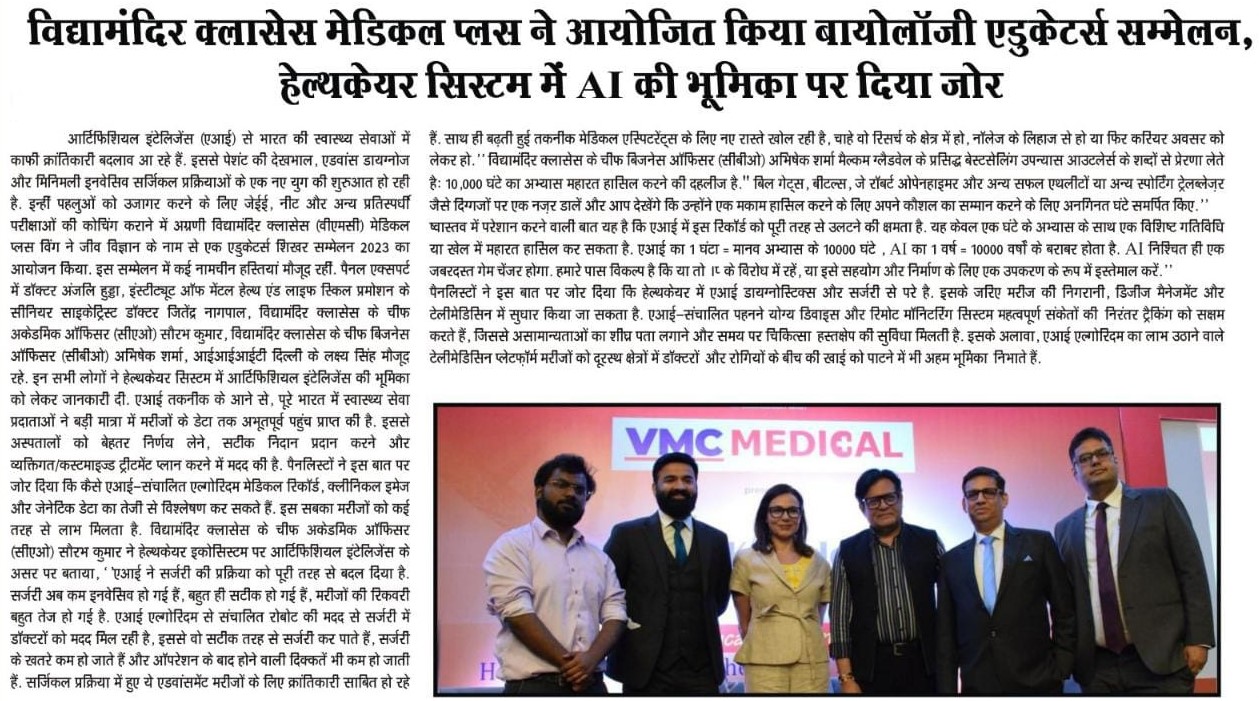 विद्यामंदिर क्लासेस मेडिकल प्लस ने आयोजित किया बायोलॉजी एडुकेटर्स सम्मेलन,
हेल्थकेयर सिस्टम में AI की भूमिका पर दिया जोर
आर्टिफिशियल इंटेलिजेंस (एआई) से भारत की स्वास्थ्य सेवाओं में
काफी क्रांतिकारी बदलाव आ रहे हैं. इससे पेशंट की देखभाल, एडवांस डायग्नोज
और मिनिमली इनवेसिव सर्जिकल प्रक्रियाओं के एक नए युग की शुरुआत हो रही
है. इन्हीं पहलुओं को उजागर करने के लिए जेईई, नीट और अन्य प्रतिस्पर्धी
परीक्षाओं की कोचिंग कराने में अग्रणी विद्यामंदिर क्लासेस (वीएमसी) मेडिकल
प्लस विंग ने जीव विज्ञान के नाम से एक एडुकेटर्स शिखर सम्मेलन 2023 का
आयोजन किया. इस सम्मेलन में कई नामचीन हस्तियां मौजूद रहीं. पैनल एक्सपर्ट
में डॉक्टर अंजलि हुड्डा, इंस्टीट्यूट ऑफ मेंटल हेल्थ एंड लाइफ स्किल प्रमोशन के
सीनियर साइकेट्रिस्ट डॉक्टर जितेंद्र नागपाल, विद्यामंदिर क्लासेस के चीफ
अकेडमिक ऑफिसर (सीएओ) सौरभ कुमार, विद्यामंदिर क्लासेस के चीफ बिजनेस
ऑफिसर (सीबीओ) अभिषेक शर्मा, आईआईआईटी दिल्ली के लक्ष्य सिंह मौजूद
रहे. इन सभी लोगों ने हेल्थकेयर सिस्टम में आर्टिफिशियल इंटेलिजेंस की भूमिका
को लेकर जानकारी दी. एआई तकनीक के आने से, पूरे भारत में स्वास्थ्य सेवा
प्रदाताओं ने बड़ी मात्रा में मरीजों के डेटा तक अभूतपूर्व पहुंच प्राप्त की है. इससे
अस्पतालों को बेहतर निर्णय लेने, सटीक निदान प्रदान करने और
व्यक्तिगत/कस्टमाइज्ड ट्रीटमेंट प्लान करने में मदद की है. पैनलिस्टों ने इस बात पर
जोर दिया कि कैसे एआई-संचालित एल्गोरिदम मेडिकल रिकॉर्ड, क्लीनिकल इमेज
और जेनेटिक डेटा का तेजी से विश्लेषण कर सकते हैं. इस सबका मरीजों को कई
तरह से लाभ मिलता है. विद्यामंदिर क्लासेस के चीफ अकेडमिक ऑफिसर
(सीएओ) सौरभ कुमार ने हेल्थकेयर इकोसिस्टम पर आर्टिफिशियल इंटेलिजेंस के
असर पर बताया, ''एआई ने सर्जरी की प्रक्रिया को पूरी तरह से बदल दिया है.
सर्जरी अब कम इनवेसिव हो गई हैं, बहुत ही सटीक हो गई हैं, मरीजों की रिकवरी
बहुत तेज हो गई है. एआई एल्गोरिदम से संचालित रोबोट की मदद से सर्जरी में
डॉक्टरों को मदद मिल रही है, इससे वो सटीक तरह से सर्जरी कर पाते हैं, सर्जरी
के खतरे कम हो जाते हैं और ऑपरेशन के बाद होने वाली दिक्कतें भी कम हो जाती
हैं. सर्जिकल प्रक्रिया में हुए ये एडवांसमेंट मरीजों के लिए क्रांतिकारी साबित हो रहे
हैं. साथ ही बढ़ती हुई तकनीक मेडिकल एस्पिटरेंट्स के लिए नए रास्ते खोल रही है, चाहे वो रिसर्च के क्षेत्र में हो, नॉलेज के लिहाज से हो या फिर करियर अवसर को
लेकर हो.'' विद्यामंदिर क्लासेस के चीफ बिजनेस ऑफिसर (सीबीओ) अभिषेक शर्मा मैल्कम ग्लैडवेल के प्रसिद्ध बेस्टसेलिंग उपन्यास आउटलेर्स के शब्दों से प्रेरणा लेते
है: 10,000 घंटे का अभ्यास महारत हासिल करने की दहलीज है." बिल गेट्स, बीटल्स, जे रॉबर्ट ओपेनहाइमर और अन्य सफल एथलीटों या अन्य स्पोर्टिंग ट्रेलब्लेज़र
जैसे दिग्गजों पर एक नज़र डालें और आप देखेंगे कि उन्होंने एक मकाम हासिल करने के लिए अपने कौशल का सम्मान करने के लिए अनगिनत घंटे समर्पित किए.''
ष्वास्तव में परेशान करने वाली बात यह है कि एआई में इस रिकॉर्ड को पूरी तरह से उलटने की क्षमता है. यह केवल एक घंटे के अभ्यास के साथ एक विशिष्ट गतिविधि
या खेल में महारत हासिल कर सकता है. एआई का 1 घंटा = मानव अभ्यास के 10000 घंटे , AI का 1 वर्ष = 10000 वर्षों के बराबर होता है. AI निश्चित ही एक
जबरदस्त गेम चेंजर होगा. हमारे पास विकल्प है कि या तो के विरोध में रहें, या इसे सहयोग और निर्माण के लिए एक उपकरण के रूप में इस्तेमाल करें.''
पैनलिस्टों ने इस बात पर जोर दिया कि हेल्थकेयर में एआई डायग्नोस्टिक्स और सर्जरी से परे है. इसके जरिए मरीज की निगरानी, डिजीज मैनेजमेंट और
टेलीमेडिसिन में सुधार किया जा सकता है. एआई-संचालित पहनने योग्य डिवाइस और रिमोट मॉनिटरिंग सिस्टम महत्वपूर्ण संकेतों की निरंतर ट्रैकिंग को सक्षम
करते हैं, जिससे असामान्यताओं का शीघ्र पता लगाने और समय पर चिकित्सा हस्तक्षेप की सुविधा मिलती है. इसके अलावा, एआई एल्गोरिदम का लाभ उठाने वाले
टेलीमेडिसिन प्लेटफ़ॉर्म मरीजों को दूरस्थ क्षेत्रों में डॉक्टरों और रोगियों के बीच की खाई को पाटने में भी अहम भूमिका निभाते हैं.
VMC MEDICAL